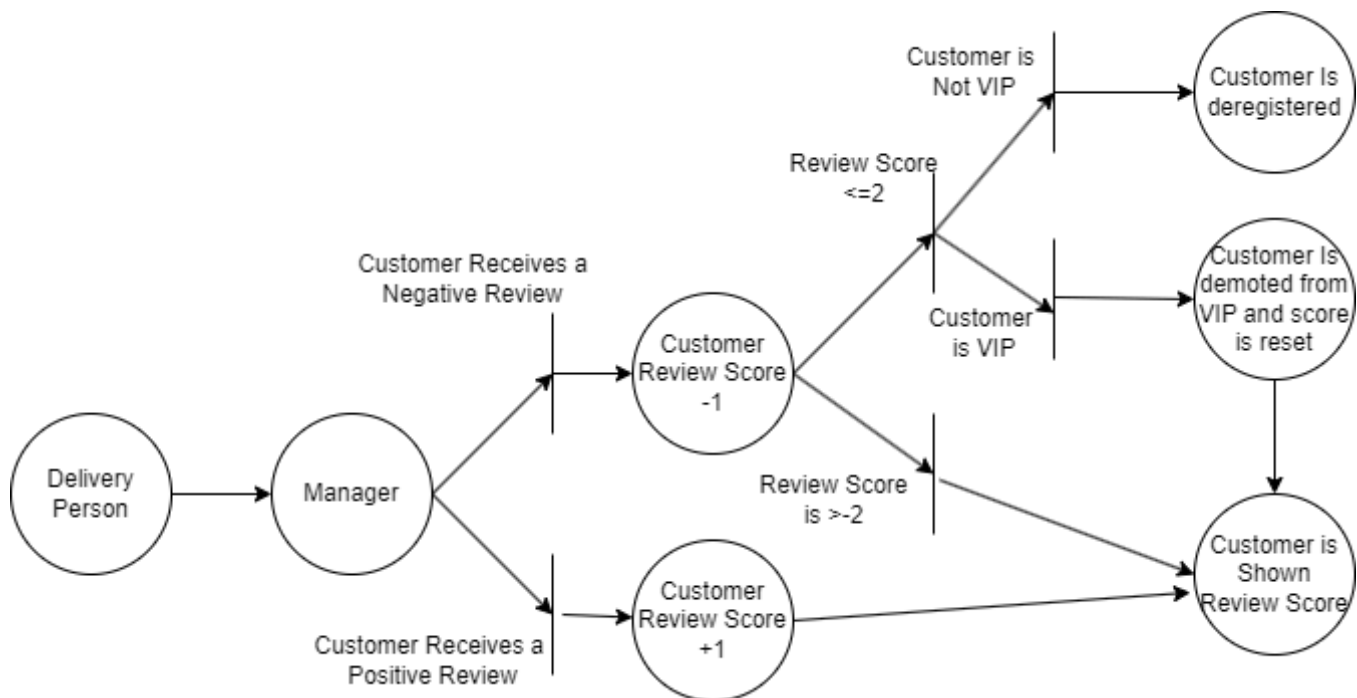 Customer is
Not VIP
Customer Is
deregistered
Review Score
<=2
Customer Receives a
Negative Review
Customer Is
demoted from
VIP and score
is reset
Customer
is VIP
Customer
Review Score
-1
Delivery
Person
Manager
Review Score
is >-2
Customer is
Shown
Review Score
Customer
Review Score
+1
Customer Receives a
Positive Review